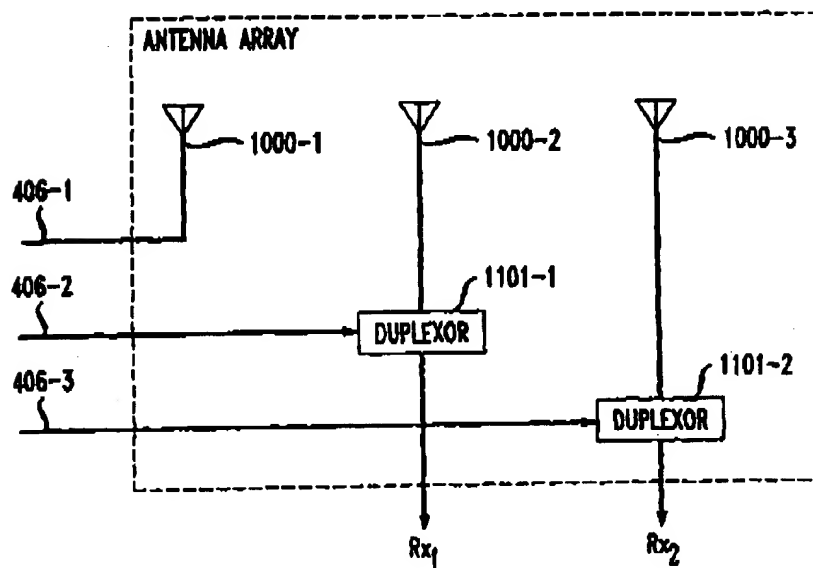 ANTENNA ARRAY
1000-1
1000-2
1000-3
406-1
406-2
1101-1
DUPLEXOR
406-3
1101-2
DUPLEXOR
Rx1
Rx2